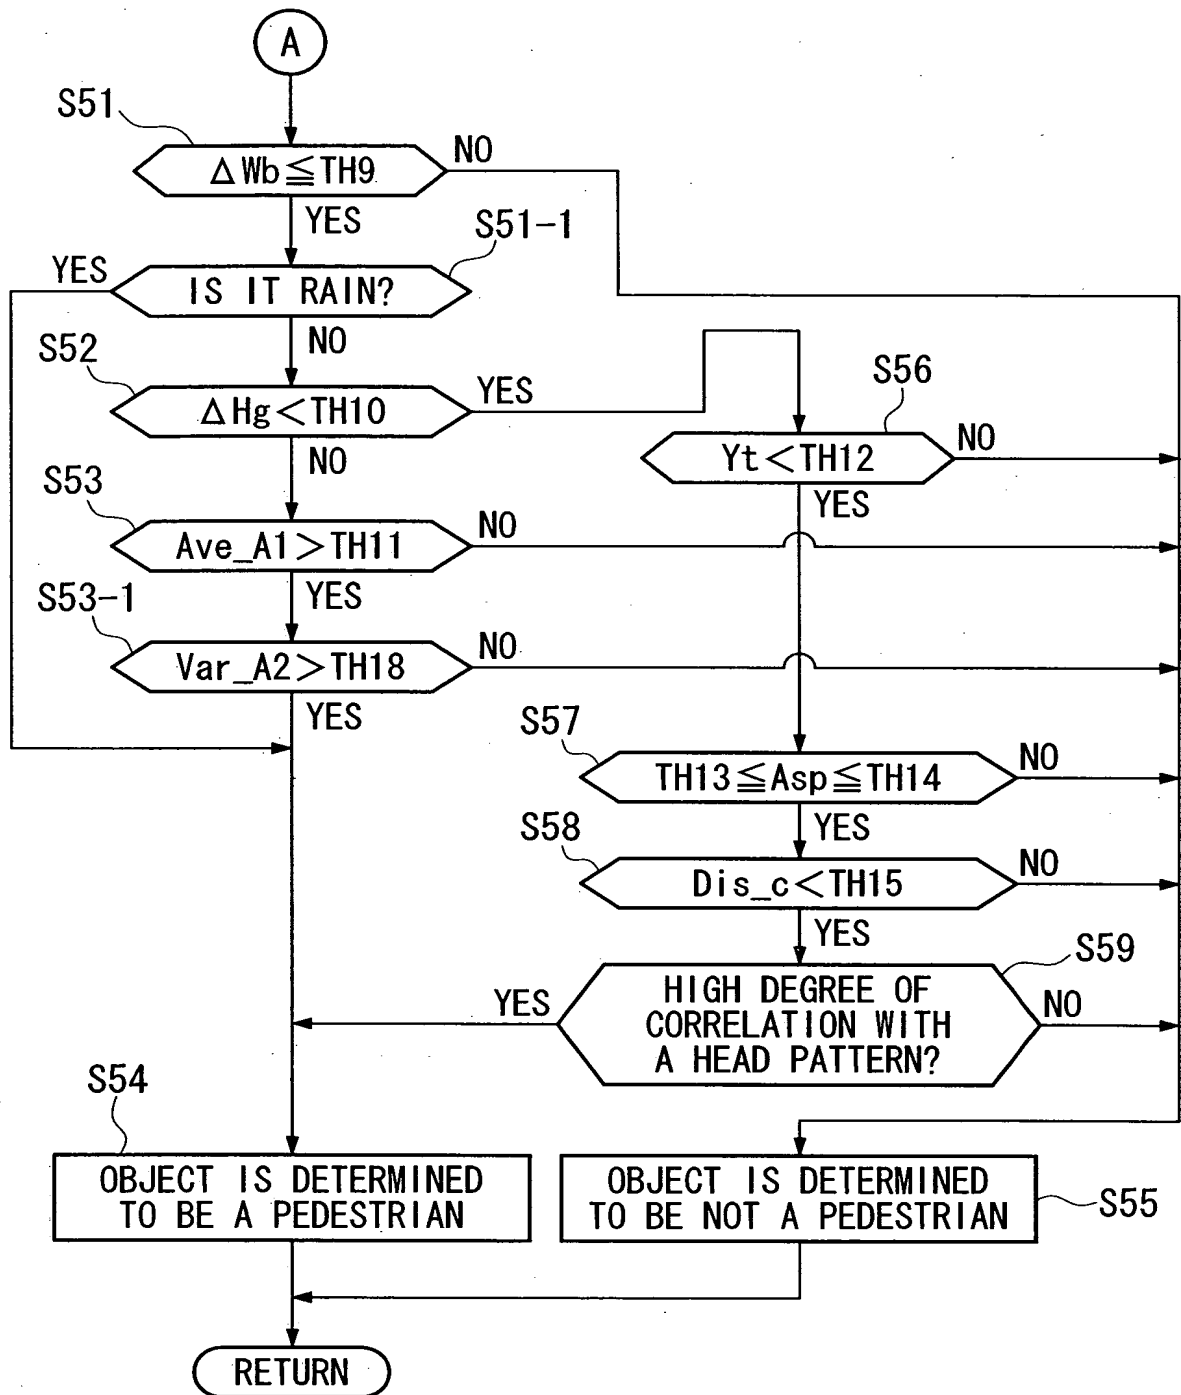 A
S51
ΔWb≦TH9
NO
YES
S51-1
YES
IS IT RAIN?
NO
S52
ΔHg<TH10
YES
NO
S56
Yt<TH12
NO
YES
S53
Ave_A1>TH11
NO
YES
S53-1
Var_A2>TH18
NO
YES
S57
TH13≦Asp≦TH14
NO
YES
S58
Dis_c<TH15
NO
YES
S59
HIGH DEGREE OF
CORRELATION WITH
A HEAD PATTERN?
YES
NO
S54
OBJECT IS DETERMINED
TO BE A PEDESTRIAN
OBJECT IS DETERMINED
TO BE NOT A PEDESTRIAN
S55
RETURN